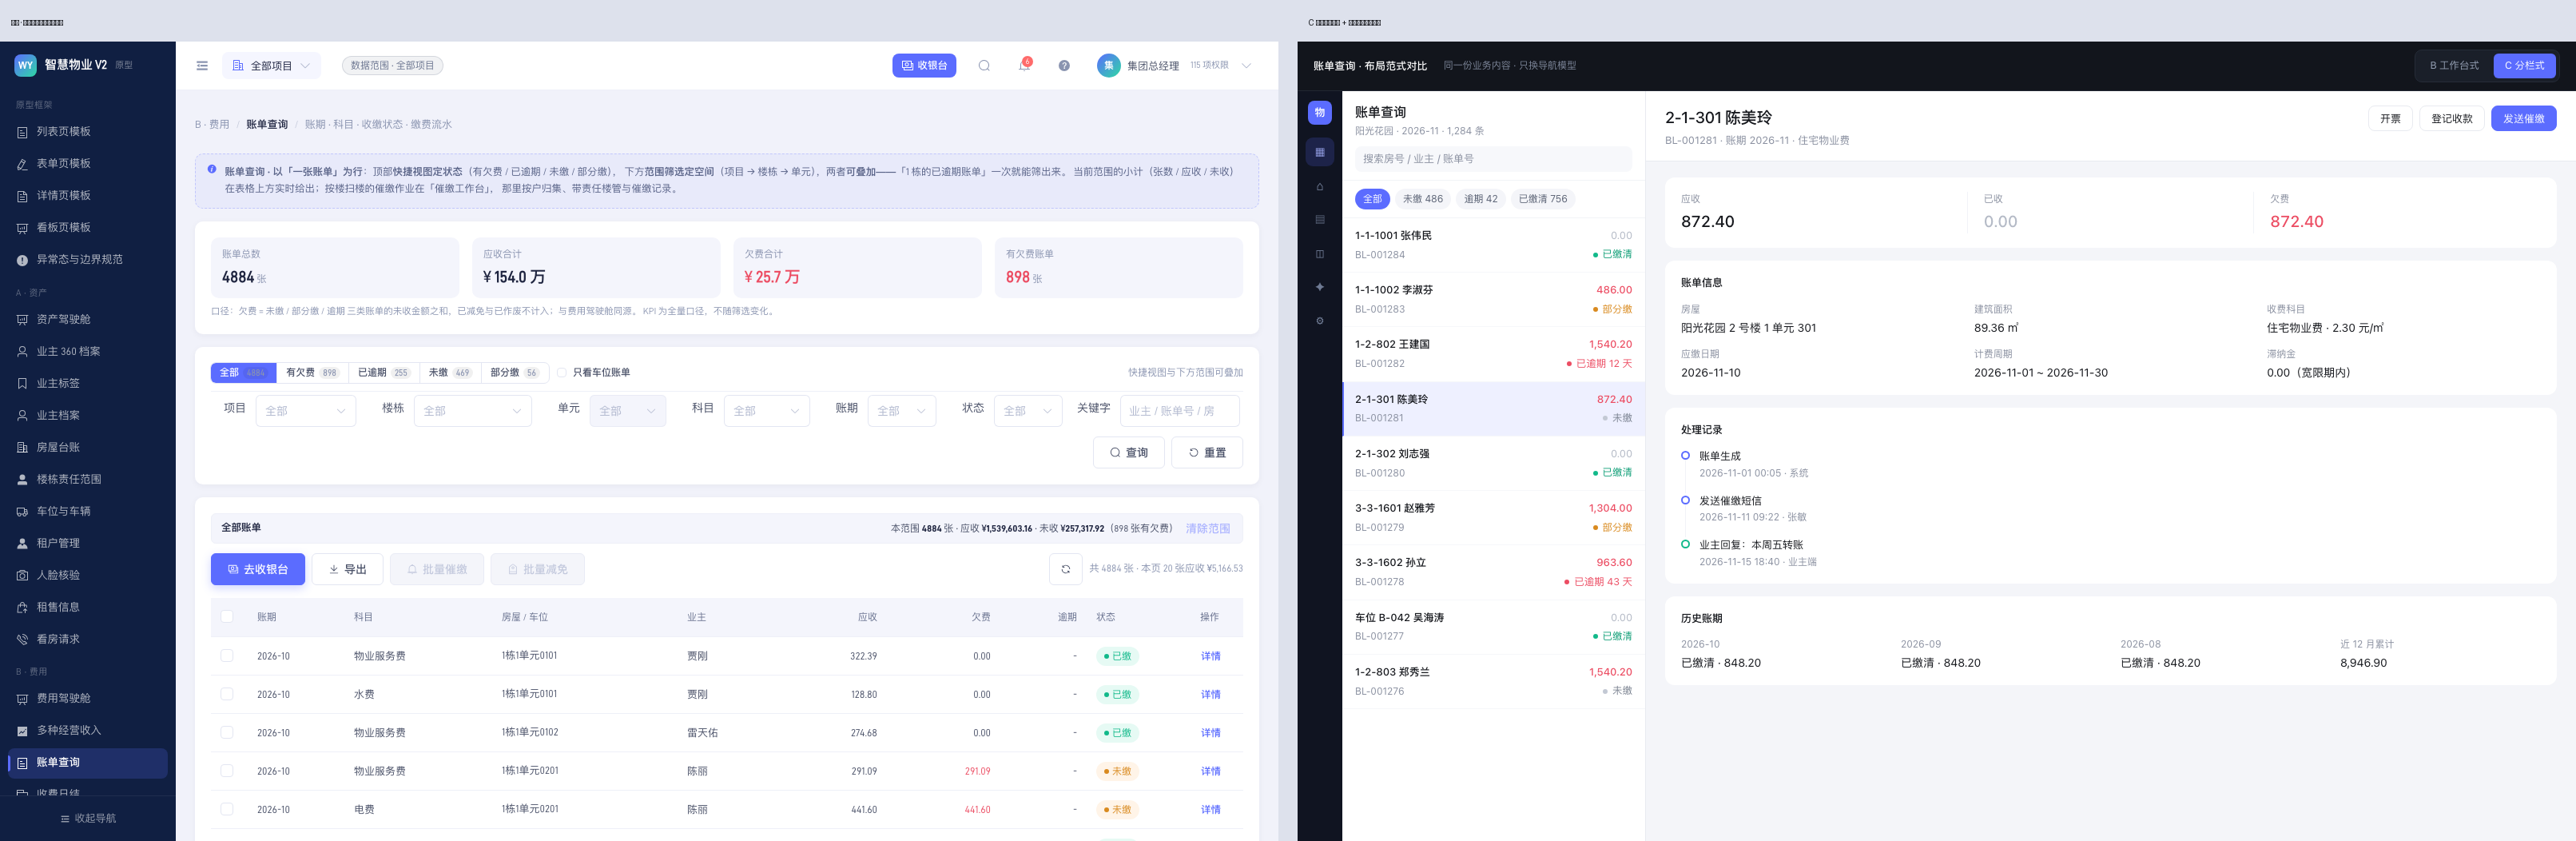 WY 智慧物业 V2 原型
原型框架
列表页模板
表单页模板
详情页模板
看板页模板
异常态与边界规范
A · 资产
资产驾驶舱
业主 360 档案
业主标签
业主档案
房屋台账
楼栋责任范围
车位与车辆
租户管理
人脸核验
租售信息
看房请求
B · 费用
费用驾驶舱
多种经营收入
账单查询
收费日结
收起导航
全部项目
数据范围 · 全部项目
收银台
6
集 集团总经理 115 项权限
B · 费用 / 账单查询 / 账期 · 科目 · 收缴状态 · 缴费流水
账单查询 · 以「一张账单」为行：顶部快捷视图定状态（有欠费 / 已逾期 / 未缴 / 部分缴），下方范围筛选定空间（项目 → 楼栋 → 单元），两者可叠加——「1 栋的已逾期账单」一次就能筛出来。当前范围的小计（张数 / 应收 / 未收）
在表格上方实时给出；按楼扫楼的催缴作业在「催缴工作台」，那里按户归集、带责任楼管与催缴记录。
账单总数
4884 张
应收合计
¥ 154.0 万
欠费合计
¥ 25.7 万
有欠费账单
898 张
口径：欠费 = 未缴 / 部分缴 / 逾期 三类账单的未收金额之和，已减免与已作废不计入；与费用驾驶舱同源。 KPI 为全量口径，不随筛选变化。
全部 4884 有欠费 898 已逾期 255 未缴 469 部分缴 56 只看车位账单 快捷视图与下方范围可叠加
项目 全部 楼栋 全部 单元 全部 科目 全部 账期 全部 状态 全部 关键字 业主 / 账单号 / 房
查询 重置
全部账单 本范围 4884 张 · 应收 ¥1,539,603.16 · 未收 ¥257,317.92（898 张有欠费） 清除范围
去收银台 导出 批量催缴 批量减免 共 4884 张 · 本页 20 张应收 ¥5,166.53
账期 科目 房屋 / 车位 业主 应收 欠费 逾期 状态 操作
2026-10 物业服务费 1栋1单元0101 贾刚 322.39 0.00 - 已缴 详情
2026-10 水费 1栋1单元0101 贾刚 128.80 0.00 - 已缴 详情
2026-10 物业服务费 1栋1单元0102 雷天佑 274.68 0.00 - 已缴 详情
2026-10 物业服务费 1栋1单元0201 陈丽 291.09 291.09 - 未缴 详情
2026-10 电费 1栋1单元0201 陈丽 441.60 441.60 - 未缴 详情
账单查询 · 布局范式对比 同一份业务内容 · 只换导航模型
B 工作台式 C 分栏式
物
账单查询
阳光花园 · 2026-11 · 1,284 条
搜索房号 / 业主 / 账单号
全部 未缴 486 逾期 42 已缴清 756
1-1-1001 张伟民 0.00
BL-001284 已缴清
1-1-1002 李淑芬 486.00
BL-001283 部分缴
1-2-802 王建国 1,540.20
BL-001282 已逾期 12 天
2-1-301 陈美玲 872.40
BL-001281 未缴
2-1-302 刘志强 0.00
BL-001280 已缴清
3-3-1601 赵雅芳 1,304.00
BL-001279 部分缴
3-3-1602 孙立 963.60
BL-001278 已逾期 43 天
车位 B-042 吴海涛 0.00
BL-001277 已缴清
1-2-803 郑秀兰 1,540.20
BL-001276 未缴
2-1-301 陈美玲
BL-001281 · 账期 2026-11 · 住宅物业费
开票 登记收款 发送催缴
应收 已收 欠费
872.40 0.00 872.40
账单信息
房屋 建筑面积 收费科目
阳光花园 2 号楼 1 单元 301 89.36 ㎡ 住宅物业费 · 2.30 元/㎡
应缴日期 计费周期 滞纳金
2026-11-10 2026-11-01 ~ 2026-11-30 0.00（宽限期内）
处理记录
账单生成
2026-11-01 00:05 · 系统
发送催缴短信
2026-11-11 09:22 · 张敏
业主回复：本周五转账
2026-11-15 18:40 · 业主端
历史账期
2026-10 2026-09 2026-08 近 12 月累计
已缴清 · 848.20 已缴清 · 848.20 已缴清 · 848.20 8,946.90